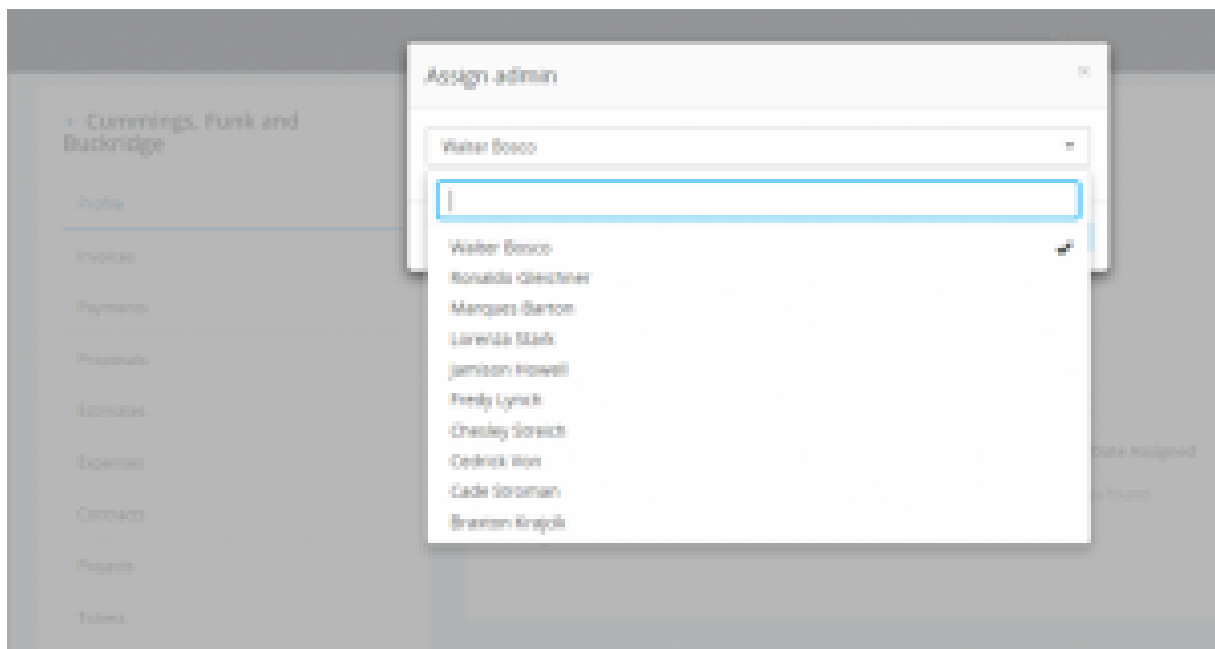 Assign admin
Cummings, Funk and
Buckridge
Walter Bosco
Profile
Walter Bosco
Invoices
Ronaldo Gleichner
Payments
Marques Barton
Lorenza Stark
Proposals
Jamison Howell
Fredy Lynch
Estimates
Chesley Streich
Date Assigned
Expenses
Cedrick Von
Cade Stroman
found
Contacts
Braxton Krajcik
Projects
Tickets